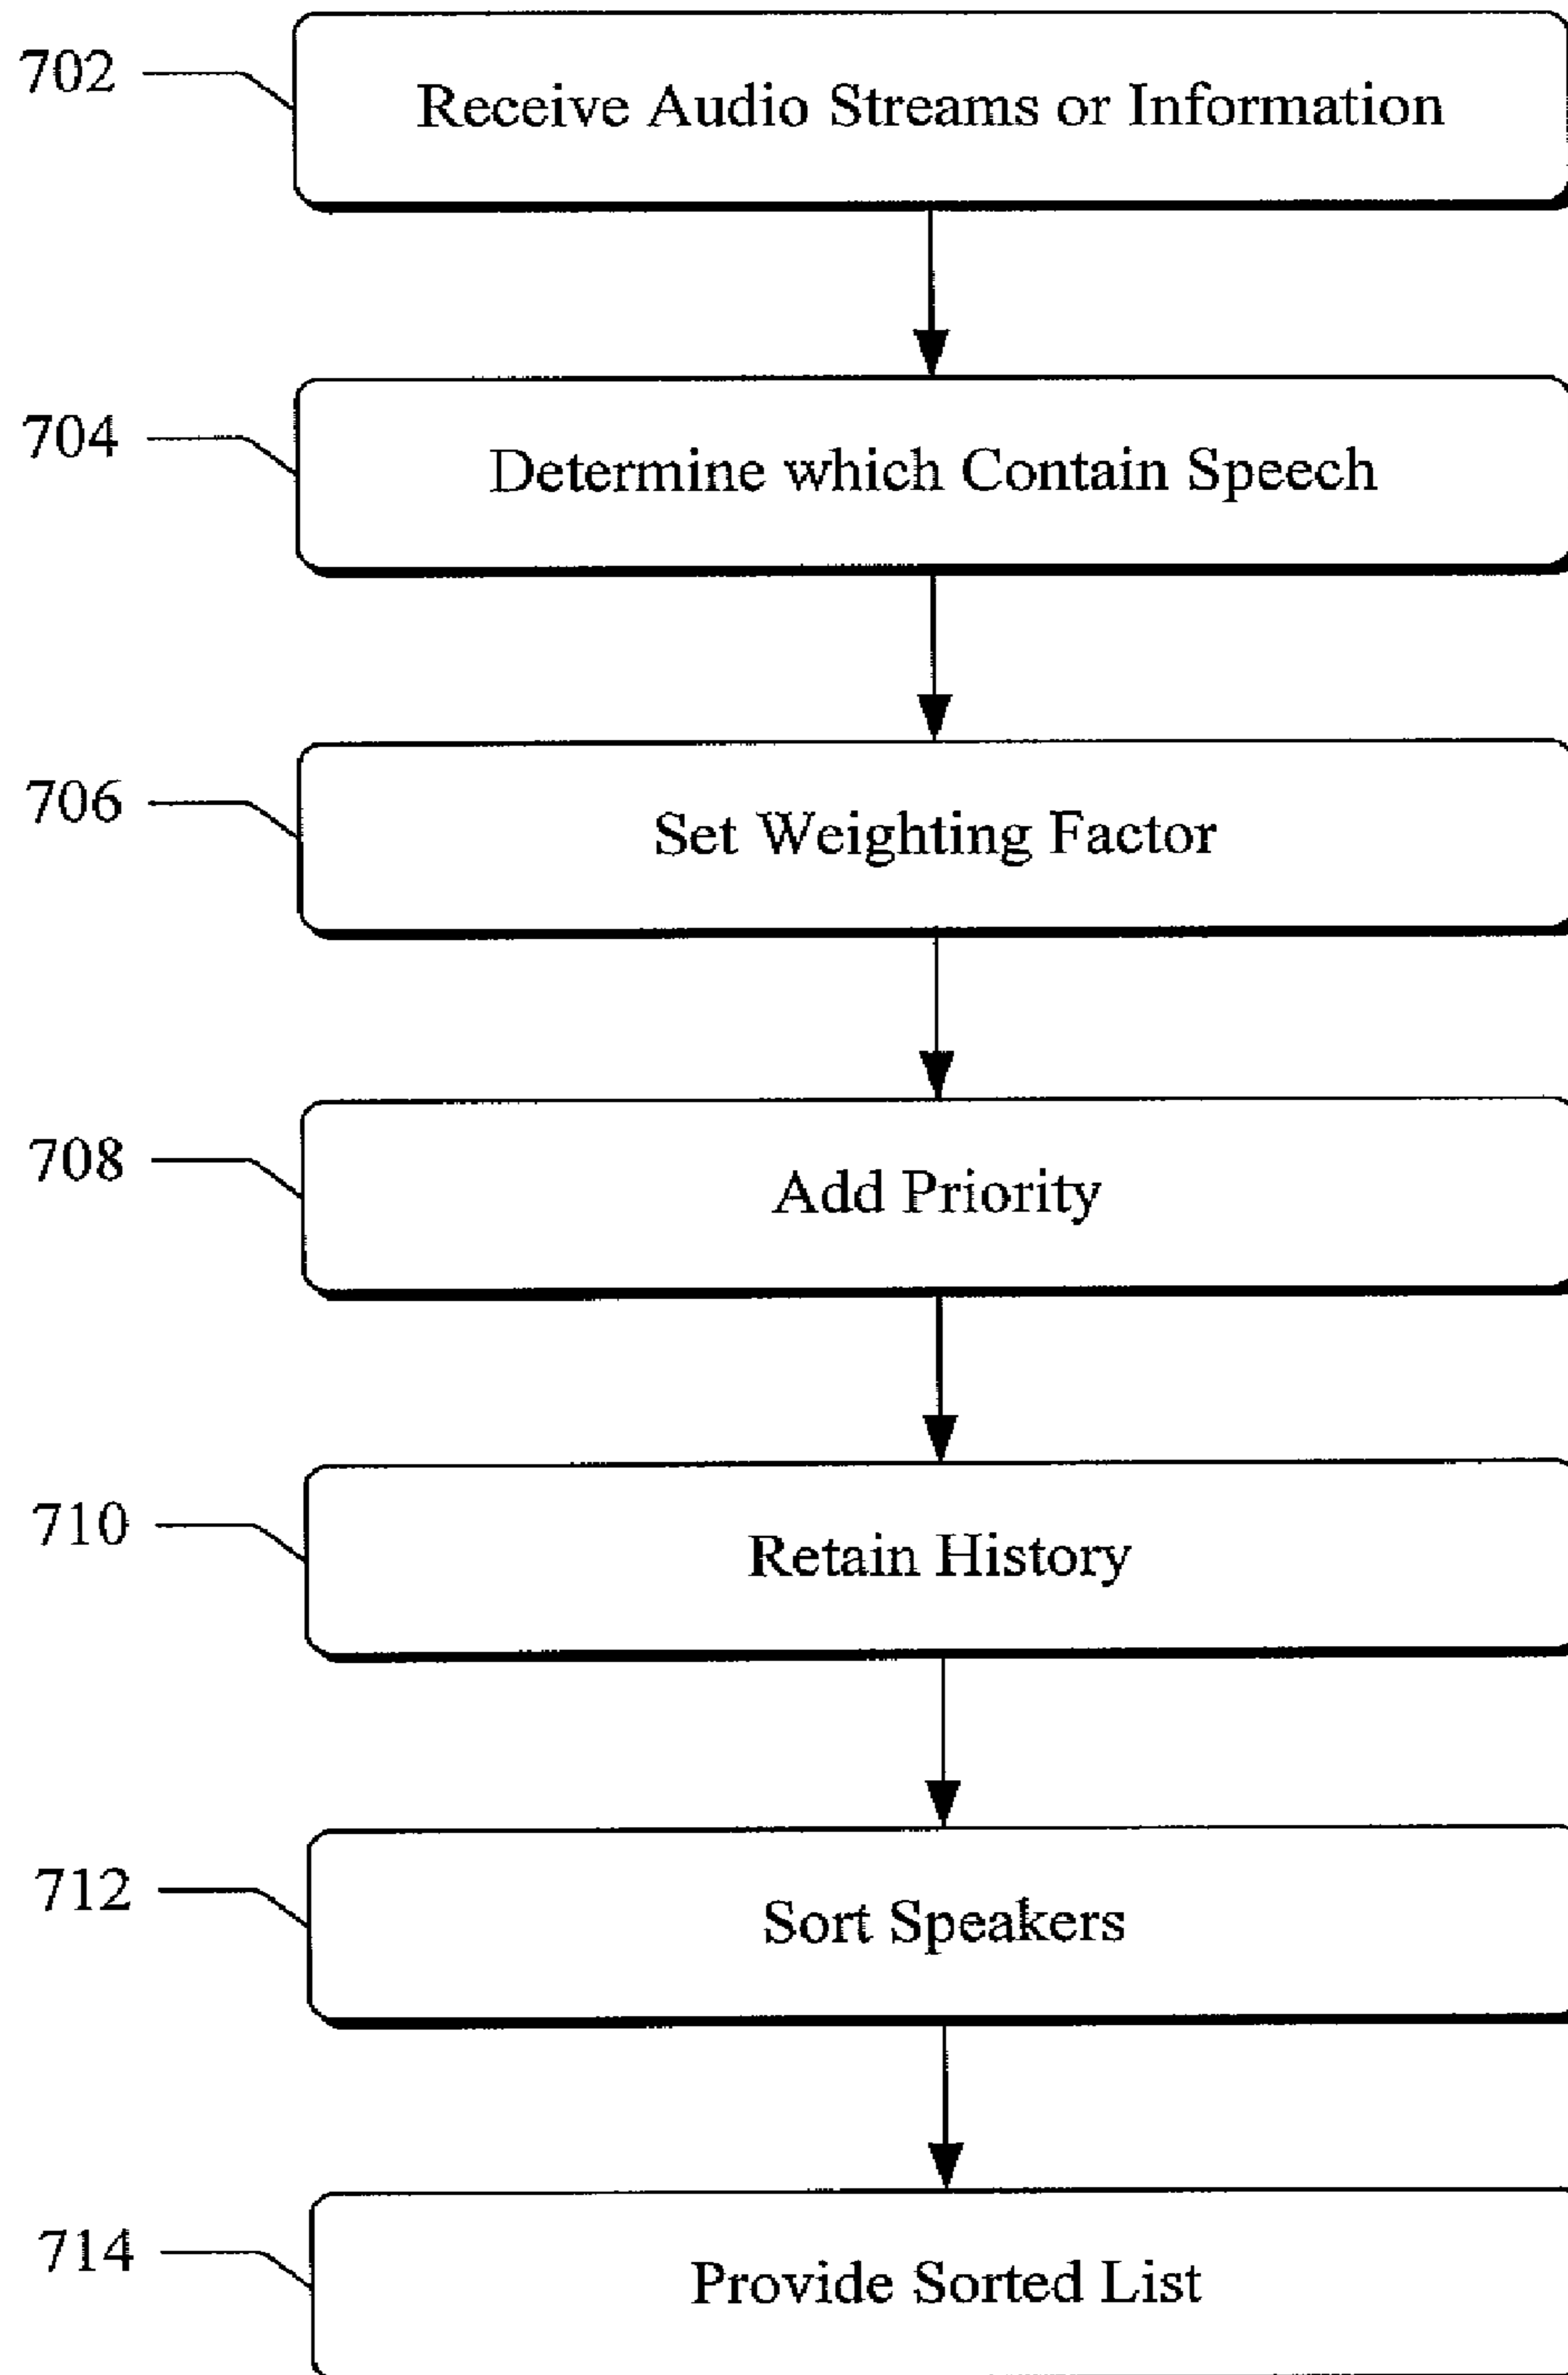 702
Receive Audio Streams or Information
704
Determine which Contain Speech
706
Set Weighting Factor
708
Add Priority
710
Retain History
712
Sort Speakers
714
Provide Sorted List